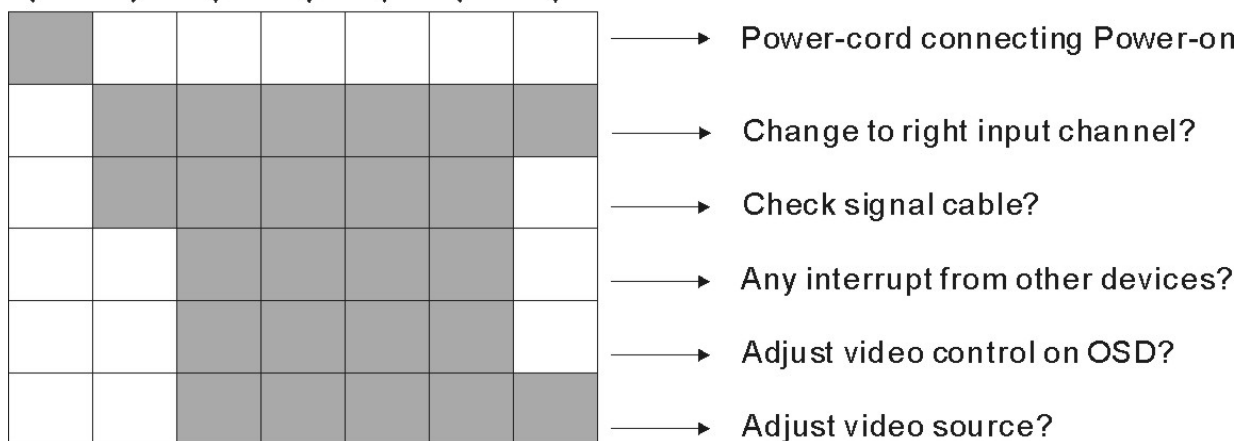 Power-cord connecting Power-on
Change to right input channel?
Check signal cable?
Any interrupt from other devices?
Adjust video control on OSD?
Adjust video source?